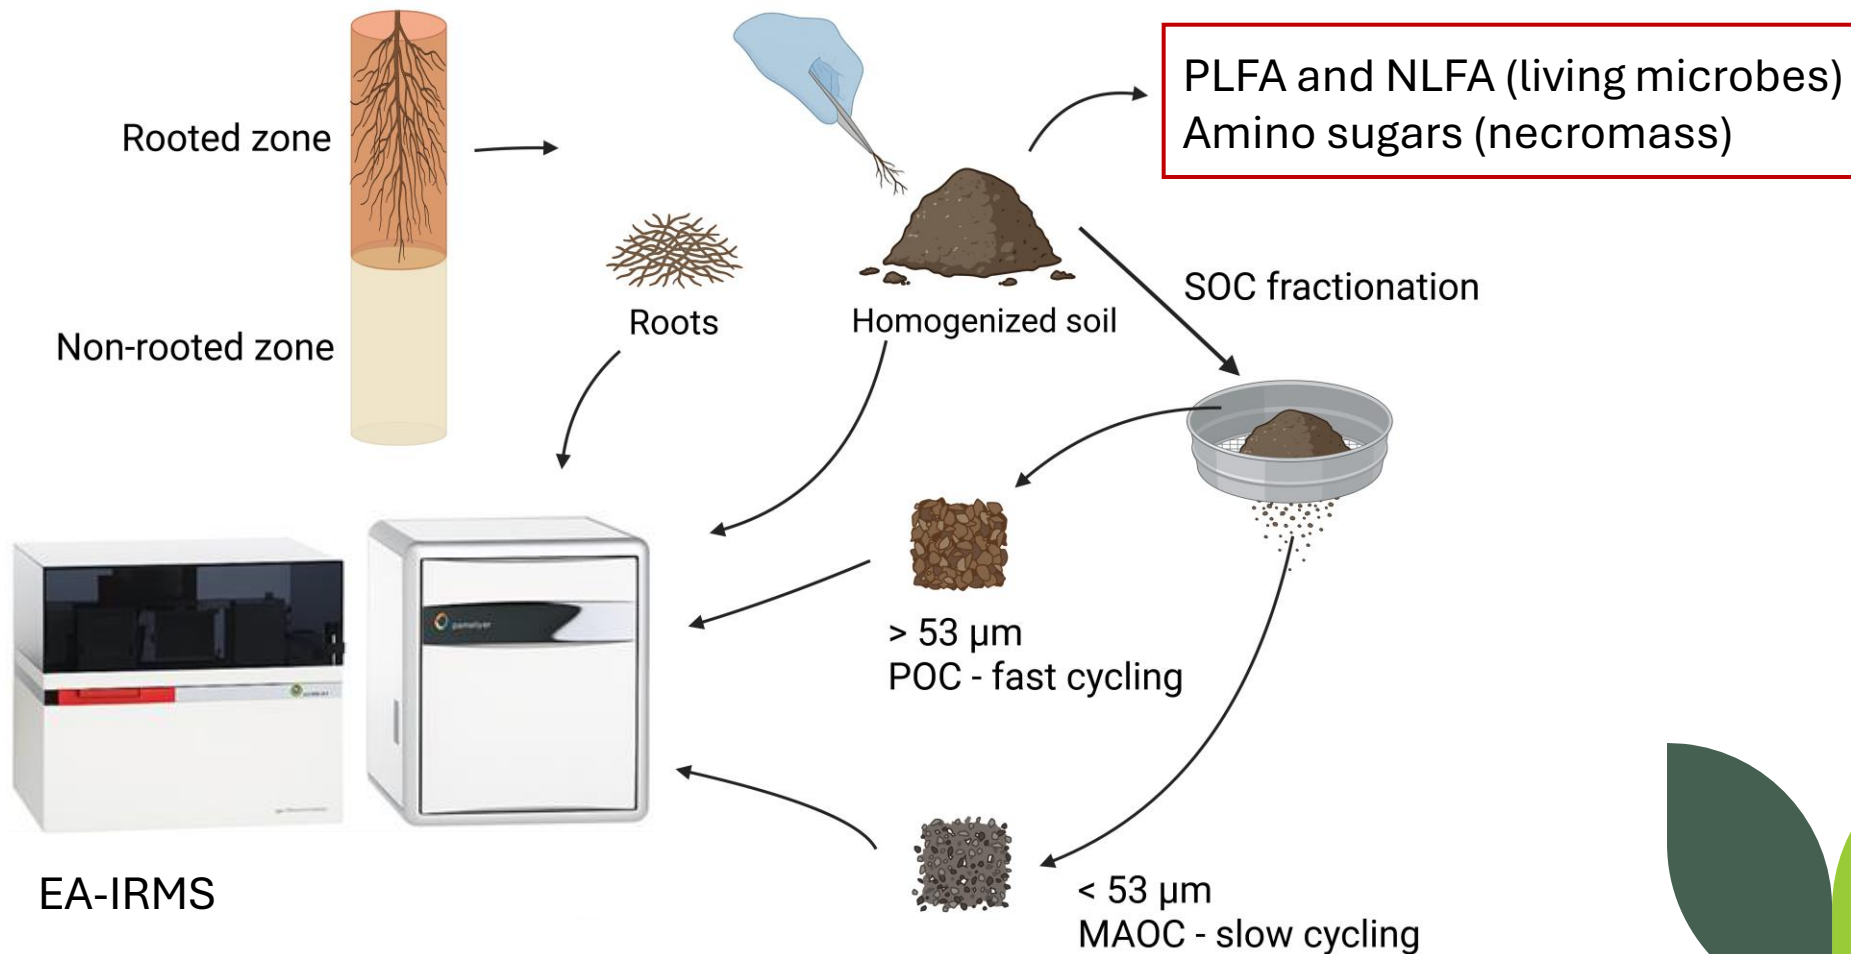 Rooted zone
Non-rooted zone
Roots
Homogenized soil
PLFA and NLFA (living microbes)
Amino sugars (necromass)
SOC fractionation
> 53 µm
POC - fast cycling
< 53 µm
MAOC - slow cycling
EA-IRMS